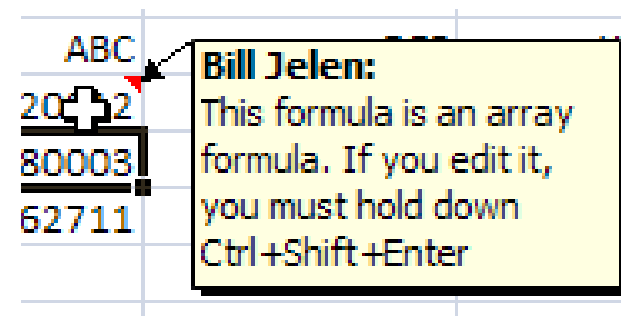 ABC
Bill Jelen:
This formula is an array
formula. If you edit it,
you must hold down
Ctrl+Shift+Enter
80003
62711